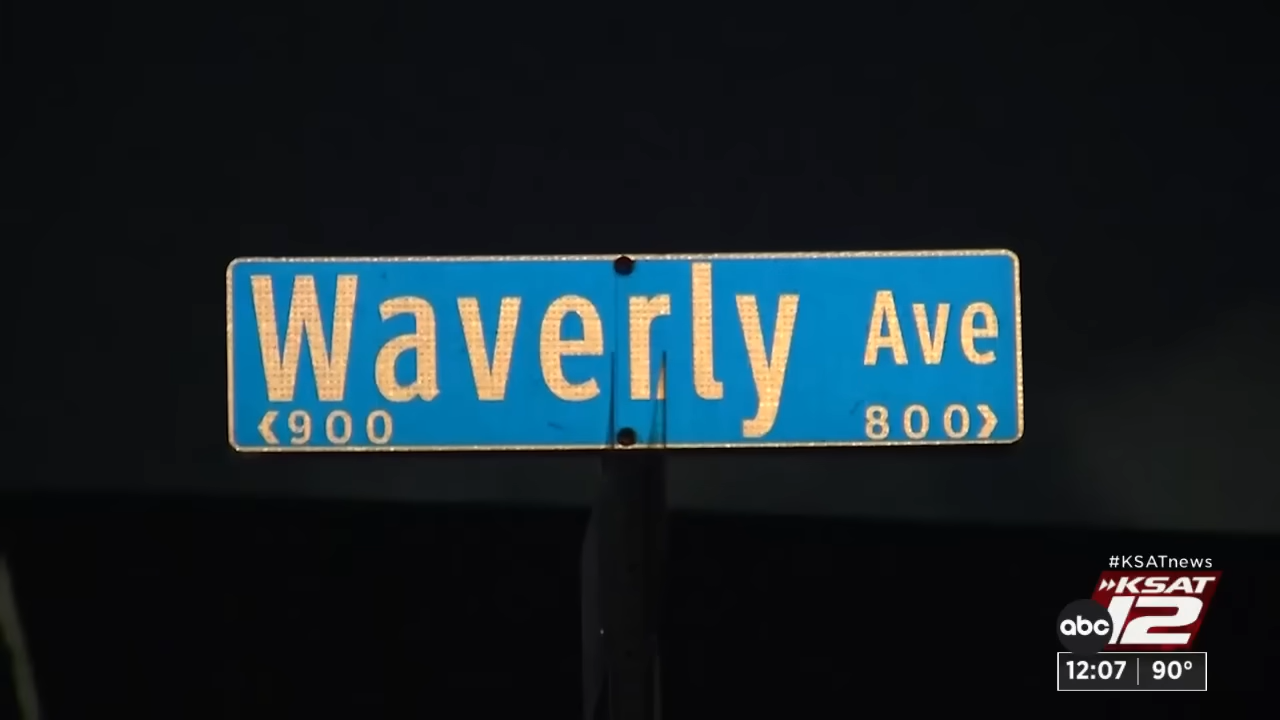 Waverly Ave
‹900 800›
#KSATnews
»KSAT
abc 12
12:07 | 90°